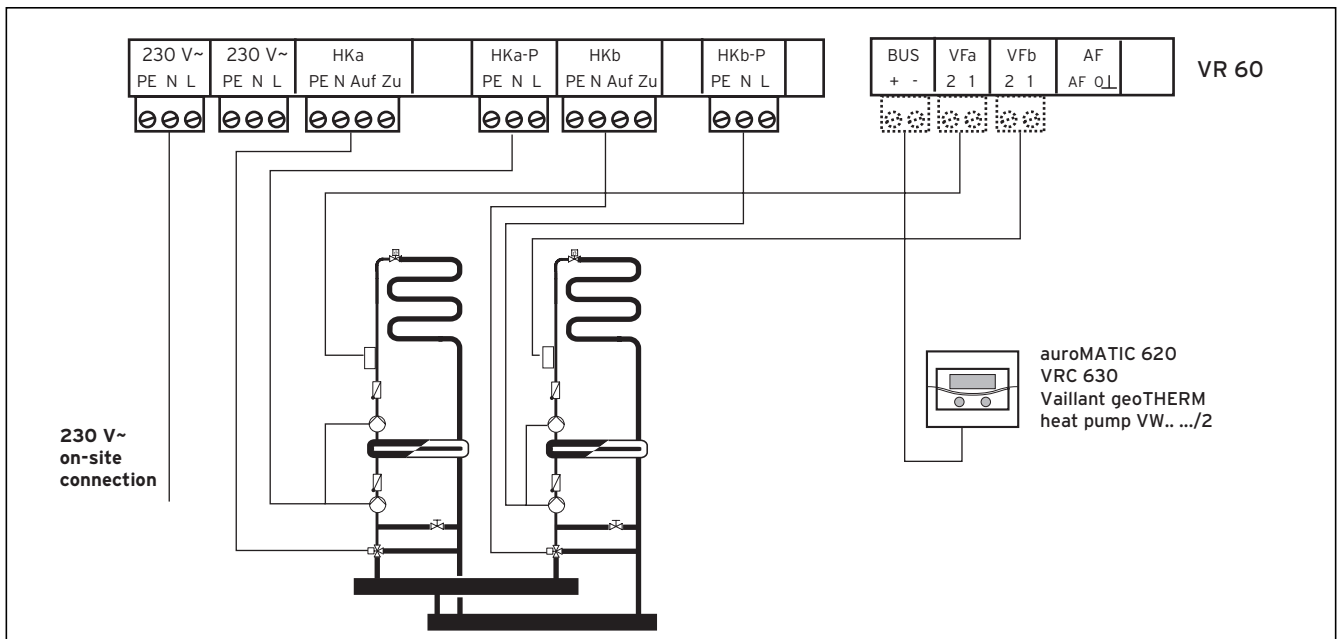 230 V~ 230 V~ HKa HKa-P HKb HKb-P
PE N L PE N L PE N Auf Zu PE N L PE N Auf Zu PE N L
BUS VFa VFb AF
+ - 2 1 2 1 AF O⊥
VR 60
auroMATIC 620
VRC 630
Vaillant geoTHERM
heat pump VW.. .../2
230 V~
on-site
connection